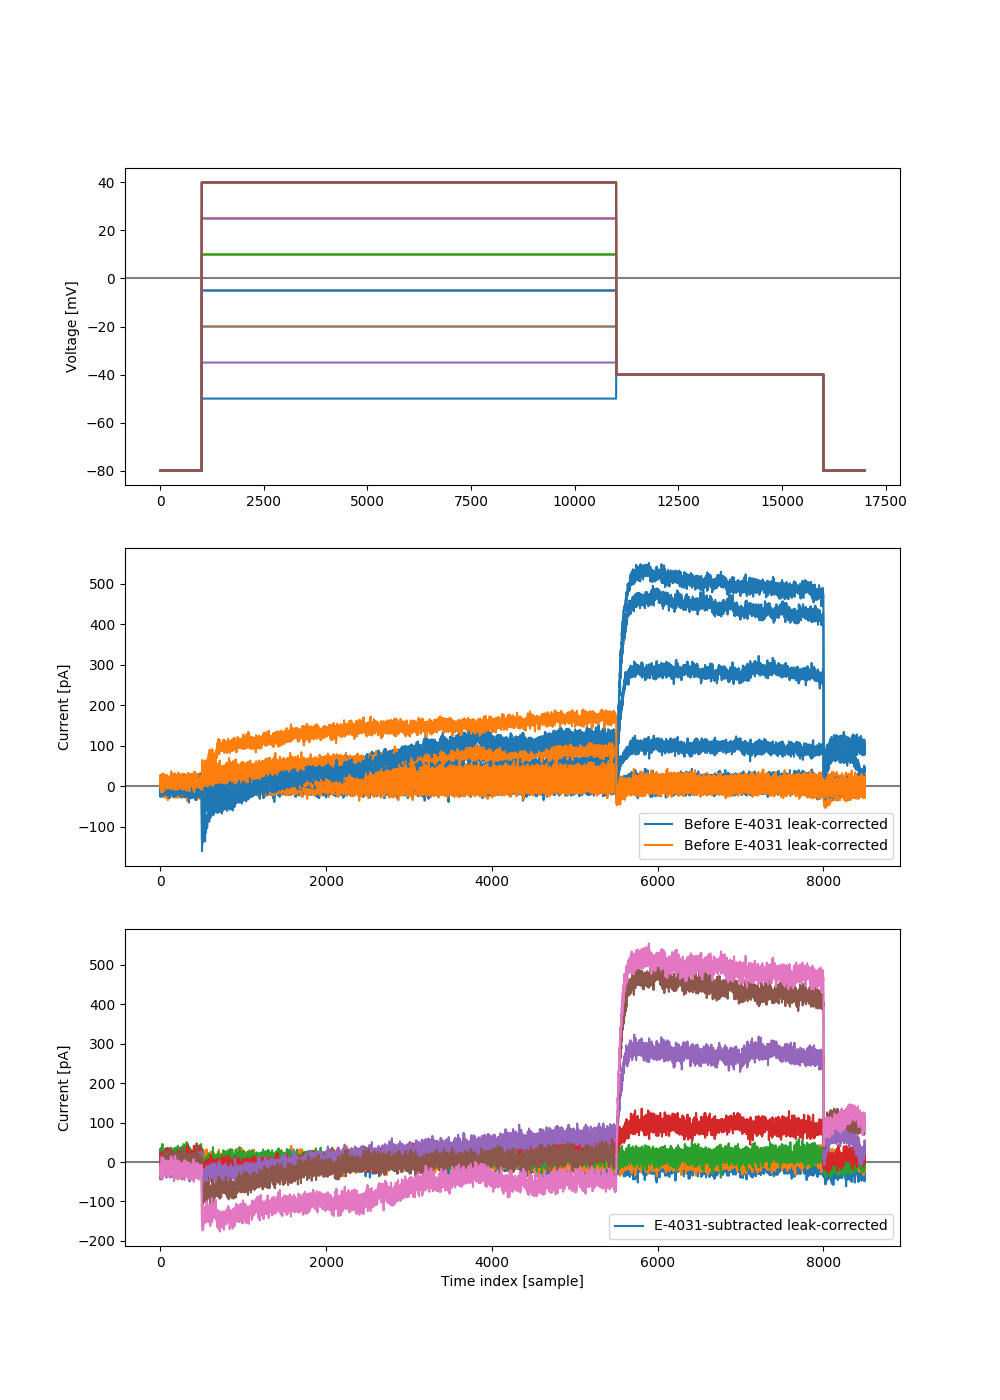 Voltage [mV]
40
20
0
−20
−40
−60
−80
0 2500 5000 7500 10000 12500 15000 17500
Current [pA]
500
400
300
200
100
0
−100
Before E-4031 leak-corrected
Before E-4031 leak-corrected
0 2000 4000 6000 8000
Current [pA]
500
400
300
200
100
0
−100
−200
E-4031-subtracted leak-corrected
0 2000 4000 6000 8000
Time index [sample]